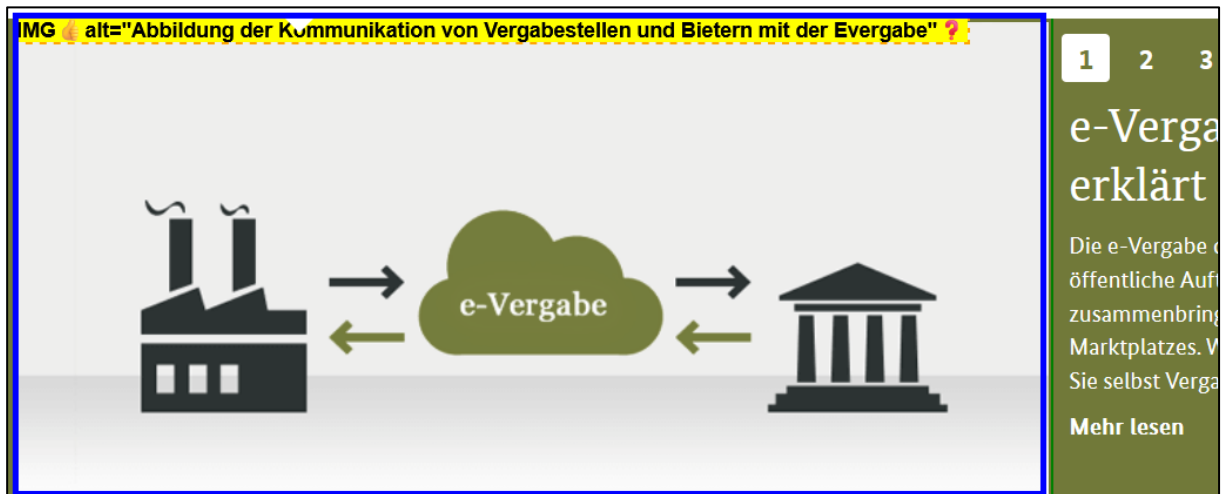 IMG 👍 alt="Abbildung der Kommunikation von Vergabestellen und Bietern mit der Evergabe" ❓
e-Vergabe
1 2 3
e-Verga
erklärt
Die e-Vergabe
öffentliche Auft
zusammenbring
Marktplatzes. W
Sie selbst Verga
Mehr lesen